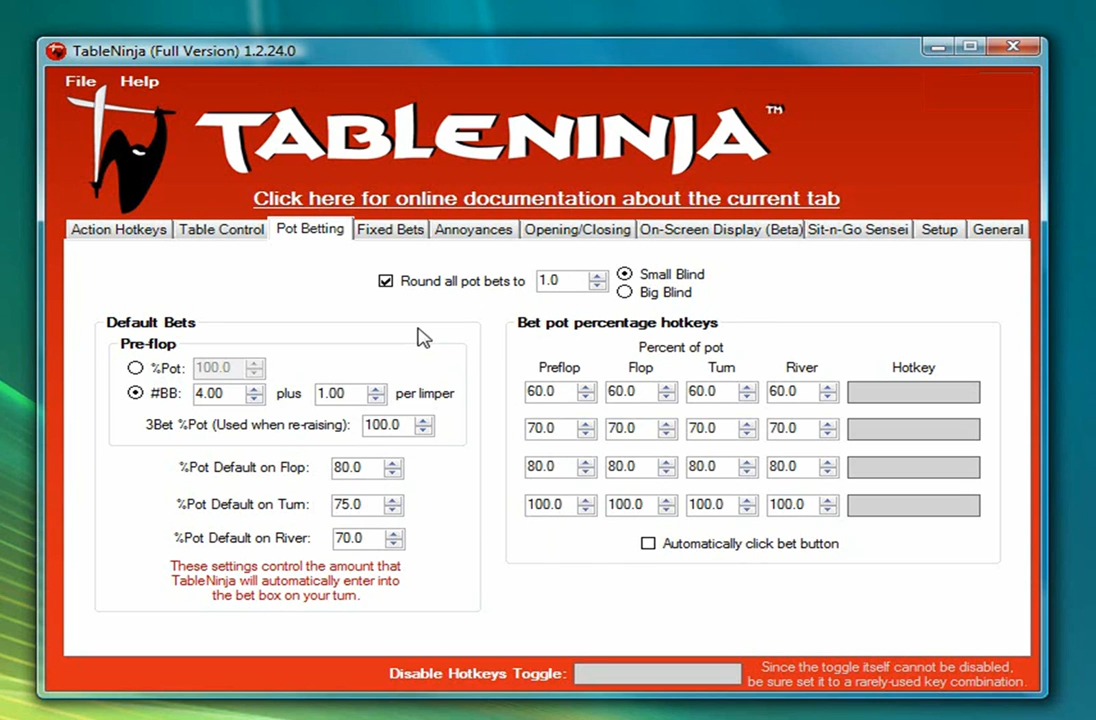 TableNinja (Full Version) 1.2.24.0
File Help
TABLENINJA™
Click here for online documentation about the current tab
Action Hotkeys Table Control Pot Betting Fixed Bets Annoyances Opening/Closing On-Screen Display (Beta) Sit-n-Go Sensei Setup General
Round all pot bets to 1.0 Small Blind
Big Blind
Default Bets
Pre-flop
%Pot: 100.0
#BB: 4.00 plus 1.00 per limper
3Bet %Pot (Used when re-raising): 100.0
%Pot Default on Flop: 80.0
%Pot Default on Turn: 75.0
%Pot Default on River: 70.0
These settings control the amount that
TableNinja will automatically enter into
the bet box on your turn.
Bet pot percentage hotkeys
Percent of pot
Preflop Flop Turn River Hotkey
60.0 60.0 60.0 60.0
70.0 70.0 70.0 70.0
80.0 80.0 80.0 80.0
100.0 100.0 100.0 100.0
Automatically click bet button
Disable Hotkeys Toggle:
Since the toggle itself cannot be disabled,
be sure set it to a rarely-used key combination.